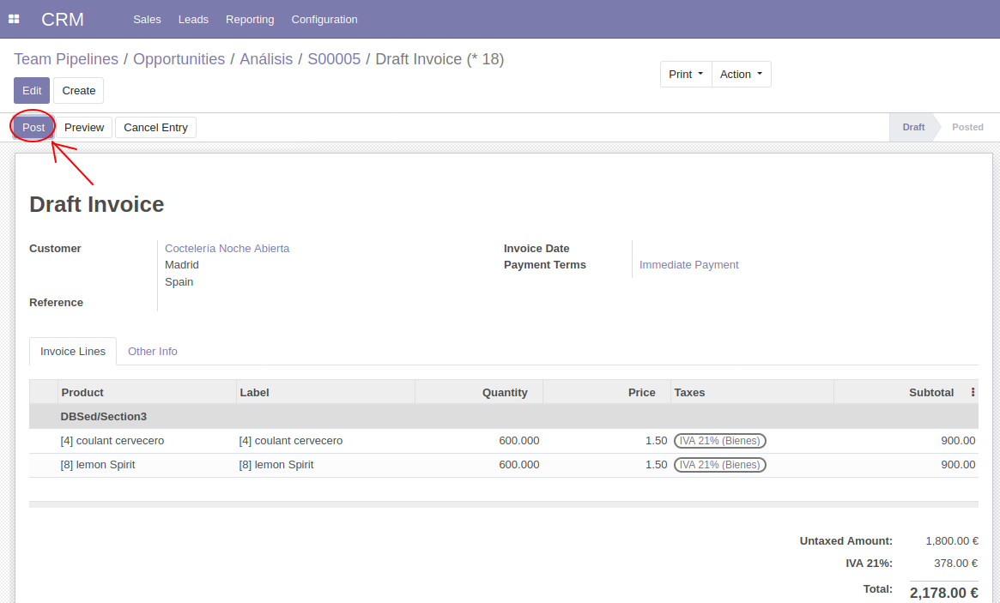 CRM Sales Leads Reporting Configuration
Team Pipelines / Opportunities / Análisis / S00005 / Draft Invoice (* 18)
Print Action
Edit Create
Post Preview Cancel Entry Draft Posted
Draft Invoice
Customer Coctelería Noche Abierta Invoice Date
Madrid Payment Terms Immediate Payment
Spain
Reference
Invoice Lines Other Info
Product Label Quantity Price Taxes Subtotal
DBSed/Section3
[4] coulant cervecero [4] coulant cervecero 600.000 1.50 IVA 21% (Bienes) 900.00
[8] lemon Spirit [8] lemon Spirit 600.000 1.50 IVA 21% (Bienes) 900.00
Untaxed Amount: 1,800.00 €
IVA 21%: 378.00 €
Total: 2,178.00 €